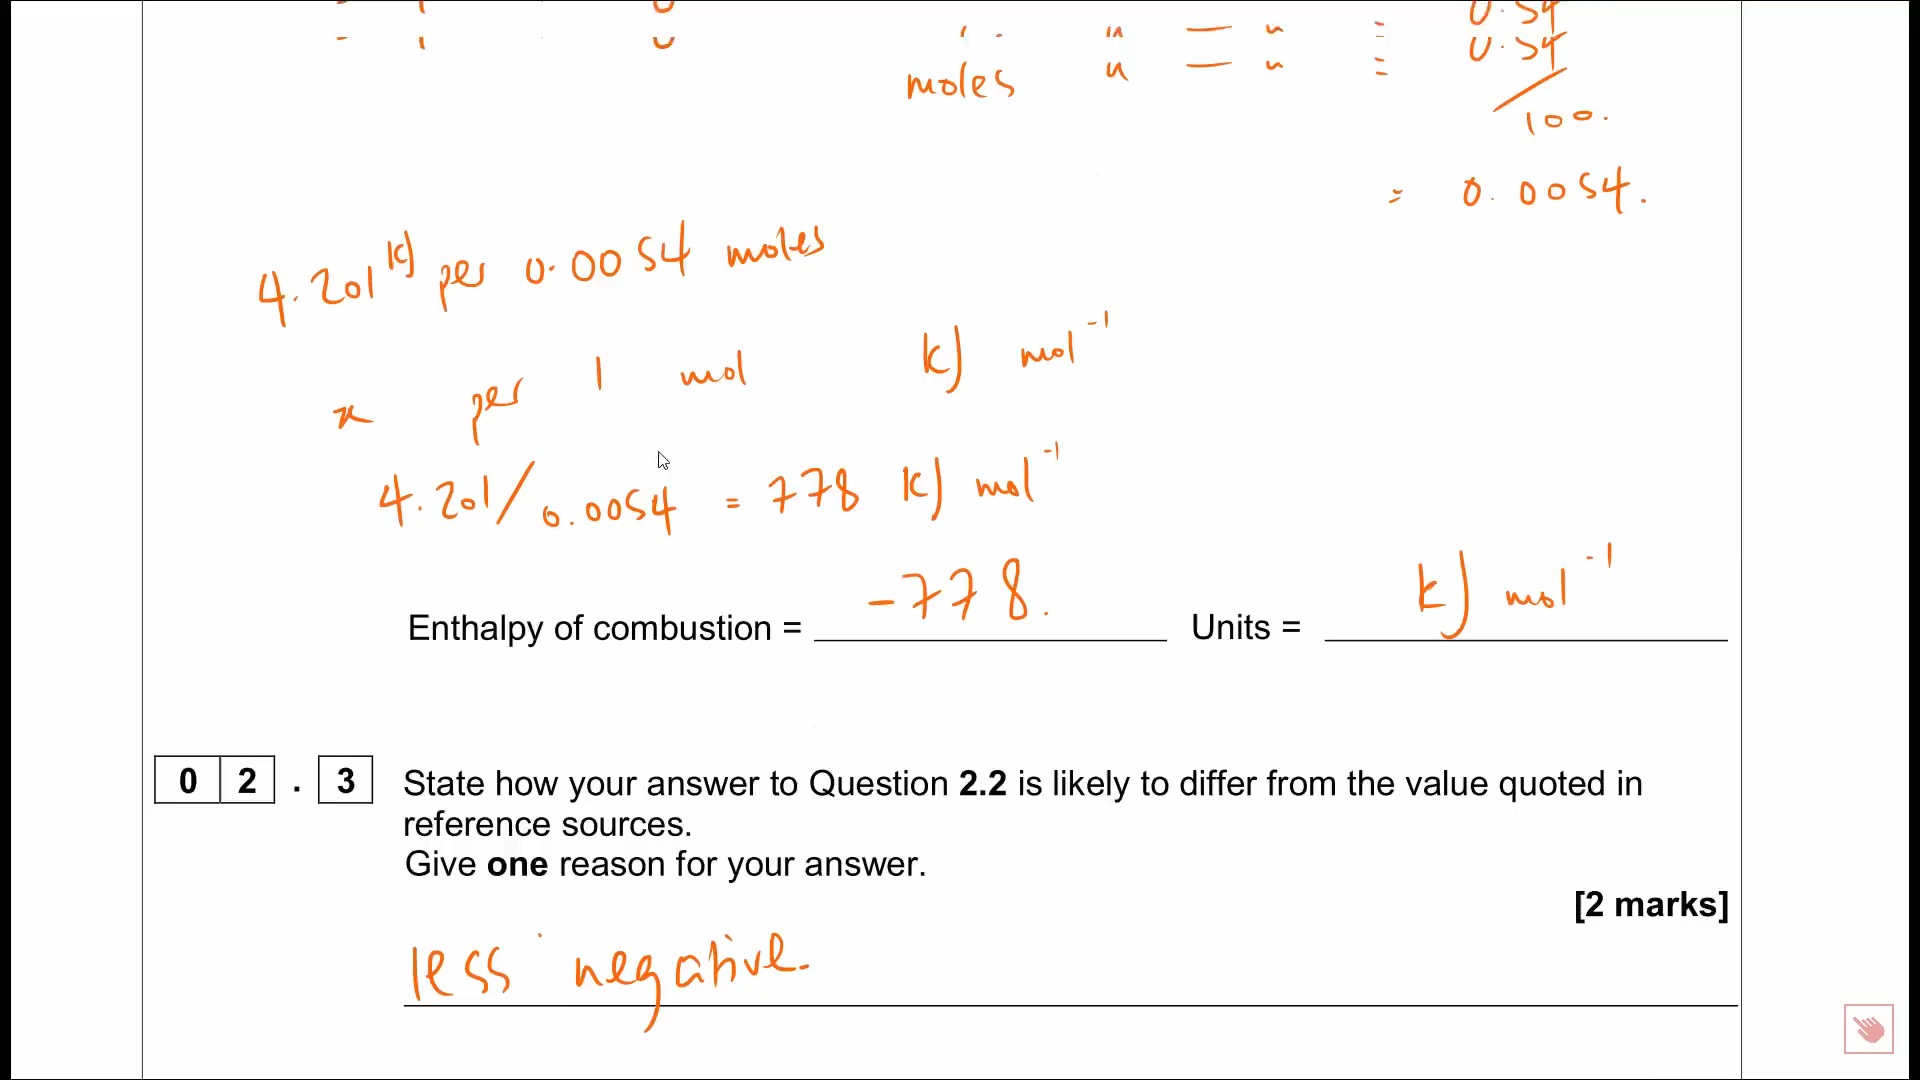 0.54
moles " = " = 0.54/100.
= 0.0054.
4.201 kJ per 0.0054 moles
x per 1 mol kJ mol⁻¹
4.201/0.0054 = 778 kJ mol⁻¹
Enthalpy of combustion = -778. Units = kJ mol⁻¹
02.3 State how your answer to Question 2.2 is likely to differ from the value quoted in
reference sources.
Give one reason for your answer.
[2 marks]
less negative.